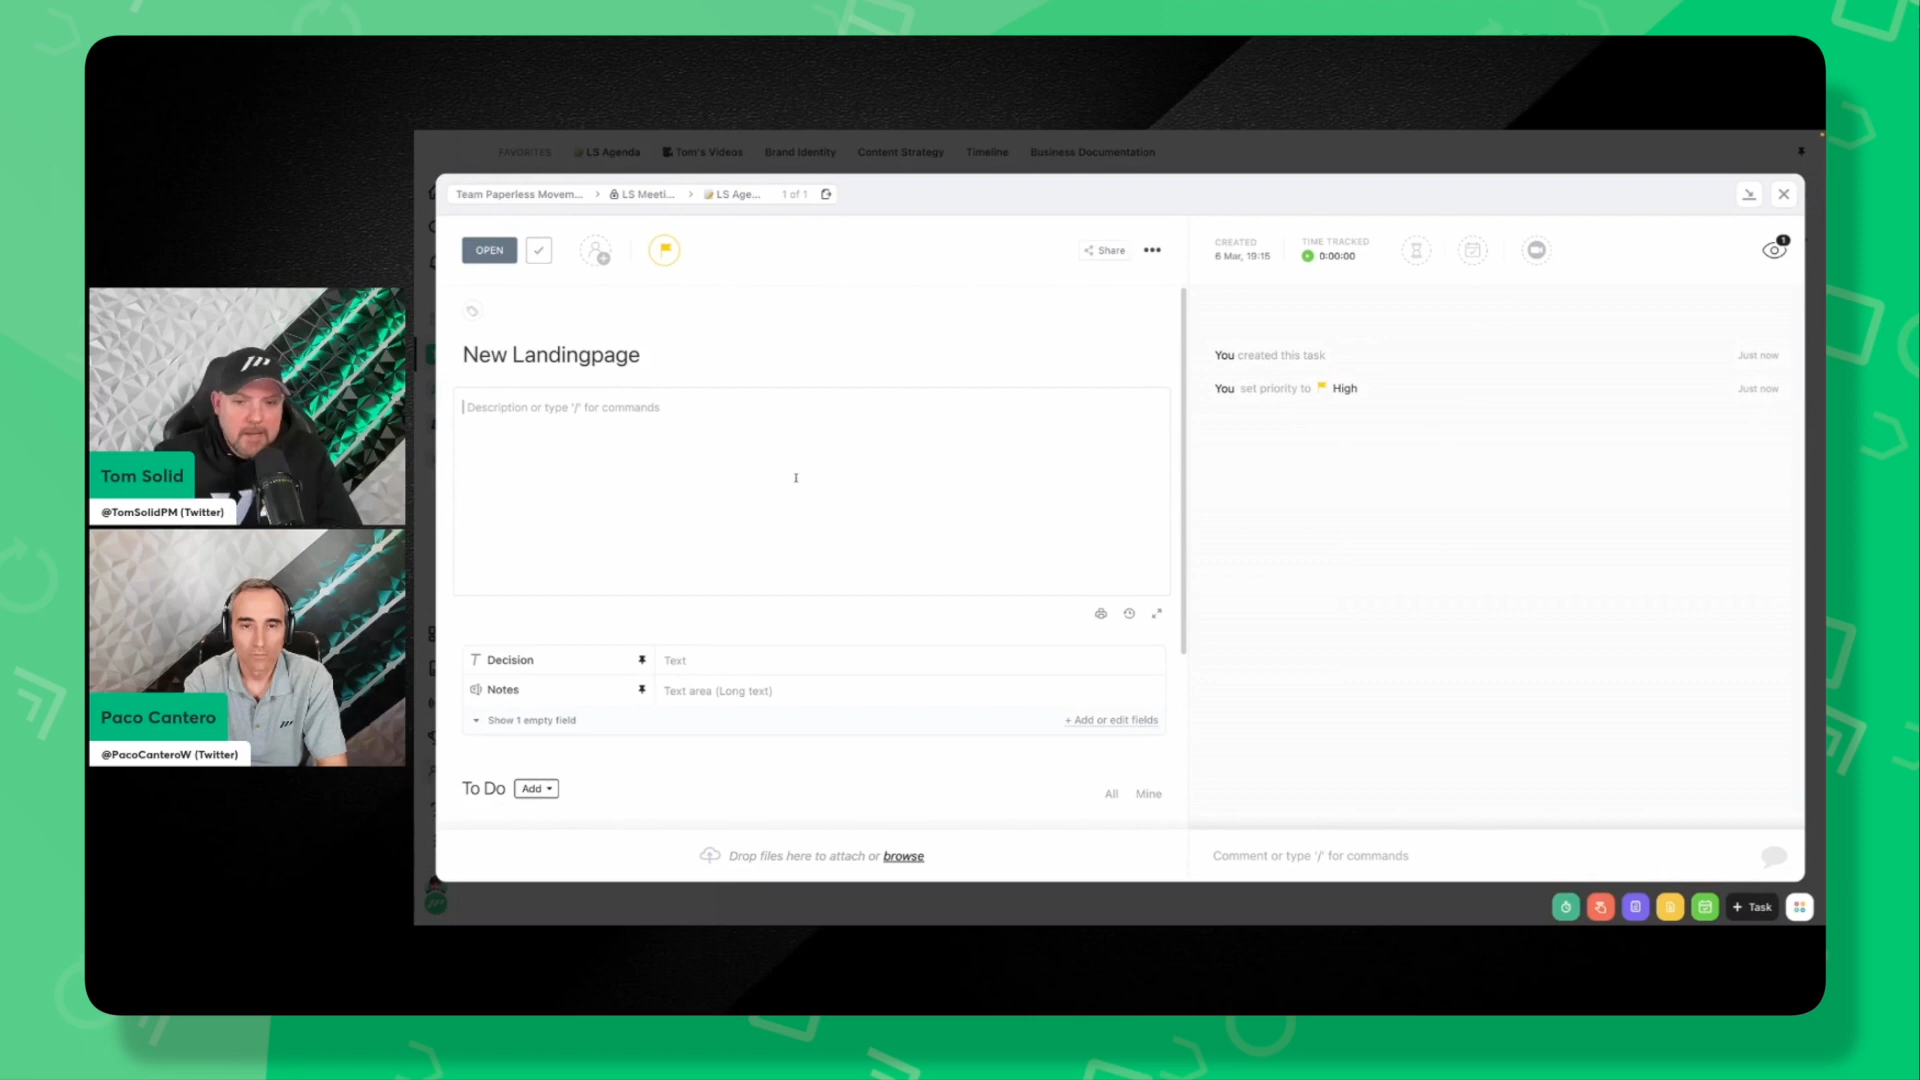 FAVORITES LS Agenda Tom's Videos Brand Identity Content Strategy Timeline Business Documentation
Team Paperless Movem... > LS Meeti... > LS Age... 1 of 1
OPEN
Share
CREATED
6 Mar, 19:15
TIME TRACKED
0:00:00
1
New Landingpage
Description or type '/' for commands
You created this task Just now
You set priority to High Just now
Decision Text
Notes Text area (Long text)
Show 1 empty field + Add or edit fields
To Do Add
All Mine
Drop files here to attach or browse
Comment or type '/' for commands
+ Task
Tom Solid
@TomSolidPM (Twitter)
Paco Cantero
@PacoCanteroW (Twitter)